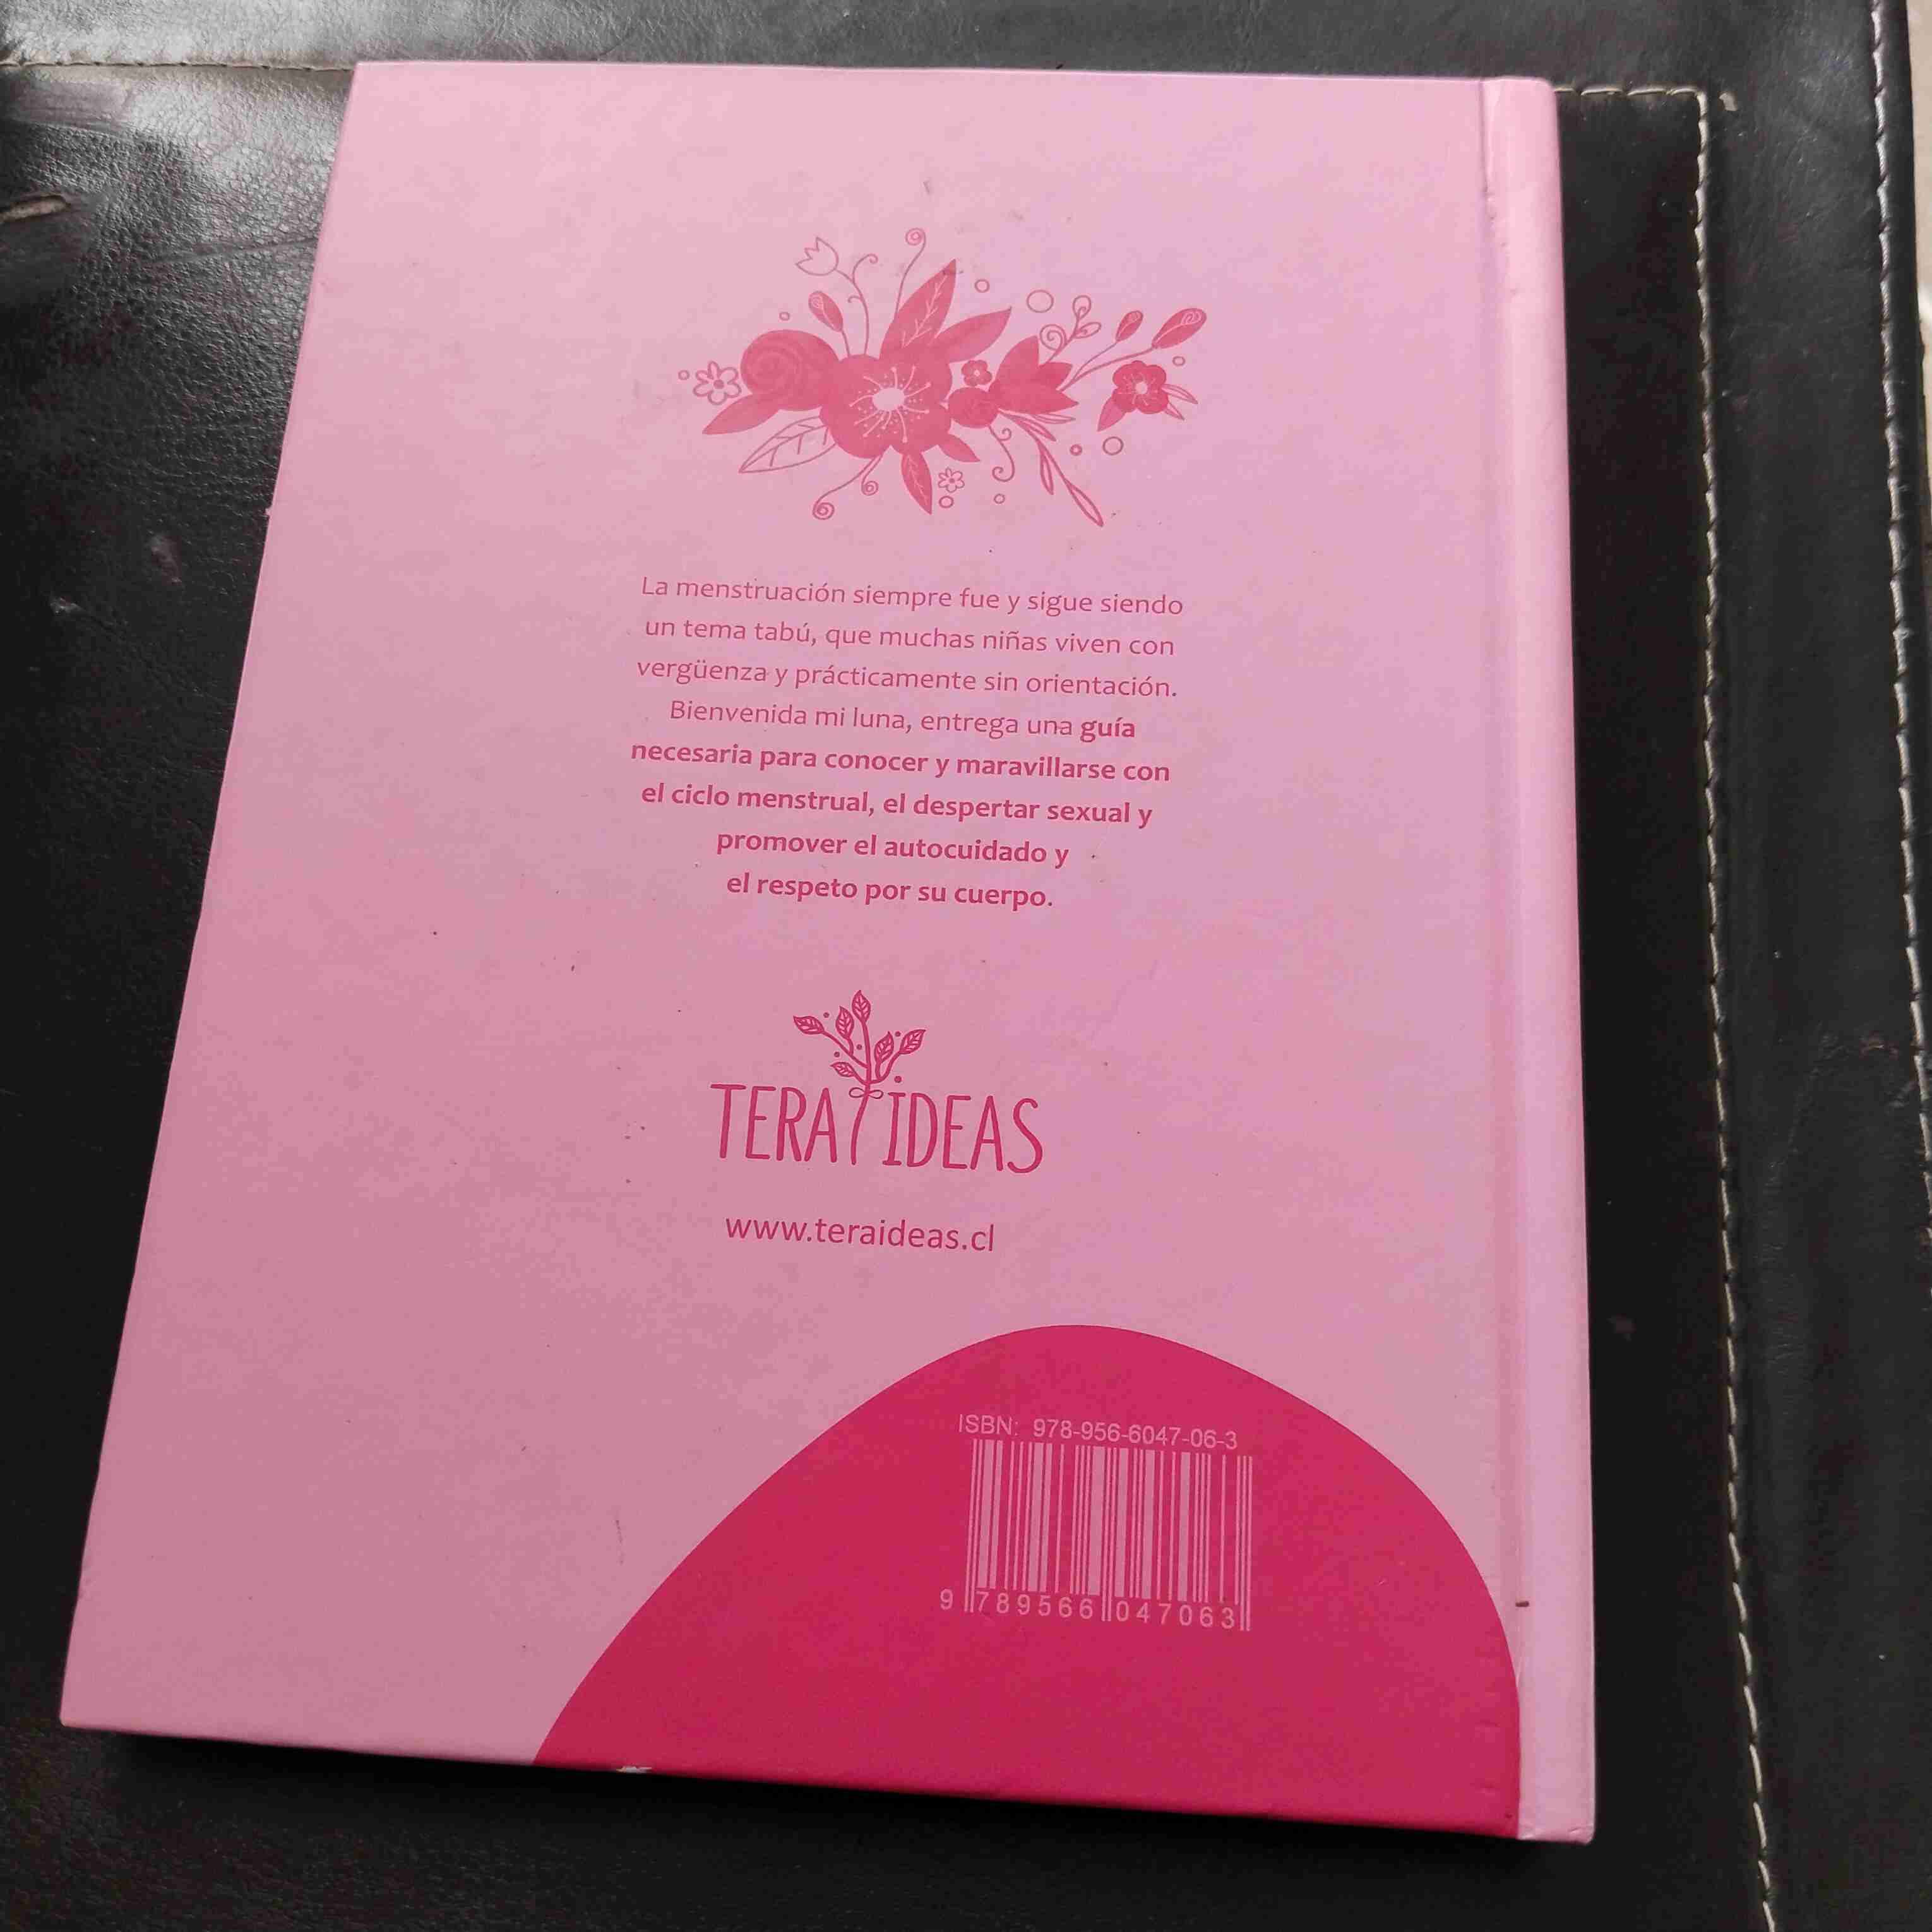 La menstruación siempre fue y sigue siendo
un tema tabú, que muchas niñas viven con
vergüenza y prácticamente sin orientación.
Bienvenida mi luna, entrega una guía
necesaria para conocer y maravillarse con
el ciclo menstrual, el despertar sexual y
promover el autocuidado y
el respeto por su cuerpo.
TERA IDEAS
www.teraideas.cl
ISBN: 978-956-6047-06-3
9 789566 047063